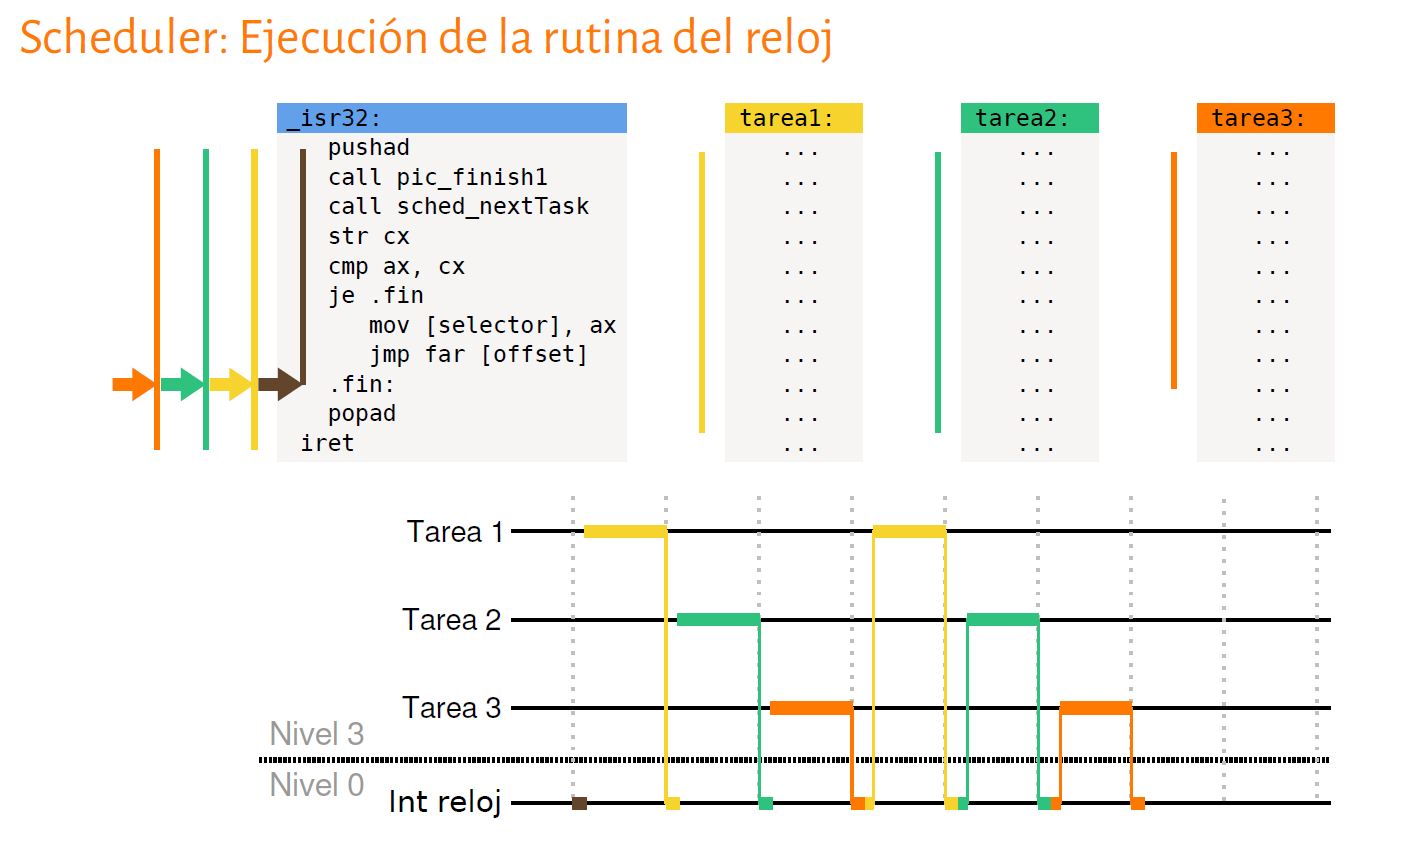 Scheduler: Ejecución de la rutina del reloj
_isr32:
pushad
call pic_finish1
call sched_nextTask
str cx
cmp ax, cx
je .fin
mov [selector], ax
jmp far [offset]
.fin:
popad
iret
tarea1:
...
...
...
...
...
...
...
...
...
...
...
tarea2:
...
...
...
...
...
...
...
...
...
...
...
tarea3:
...
...
...
...
...
...
...
...
...
...
...
Tarea 1
Tarea 2
Tarea 3
Nivel 3
Nivel 0
Int reloj